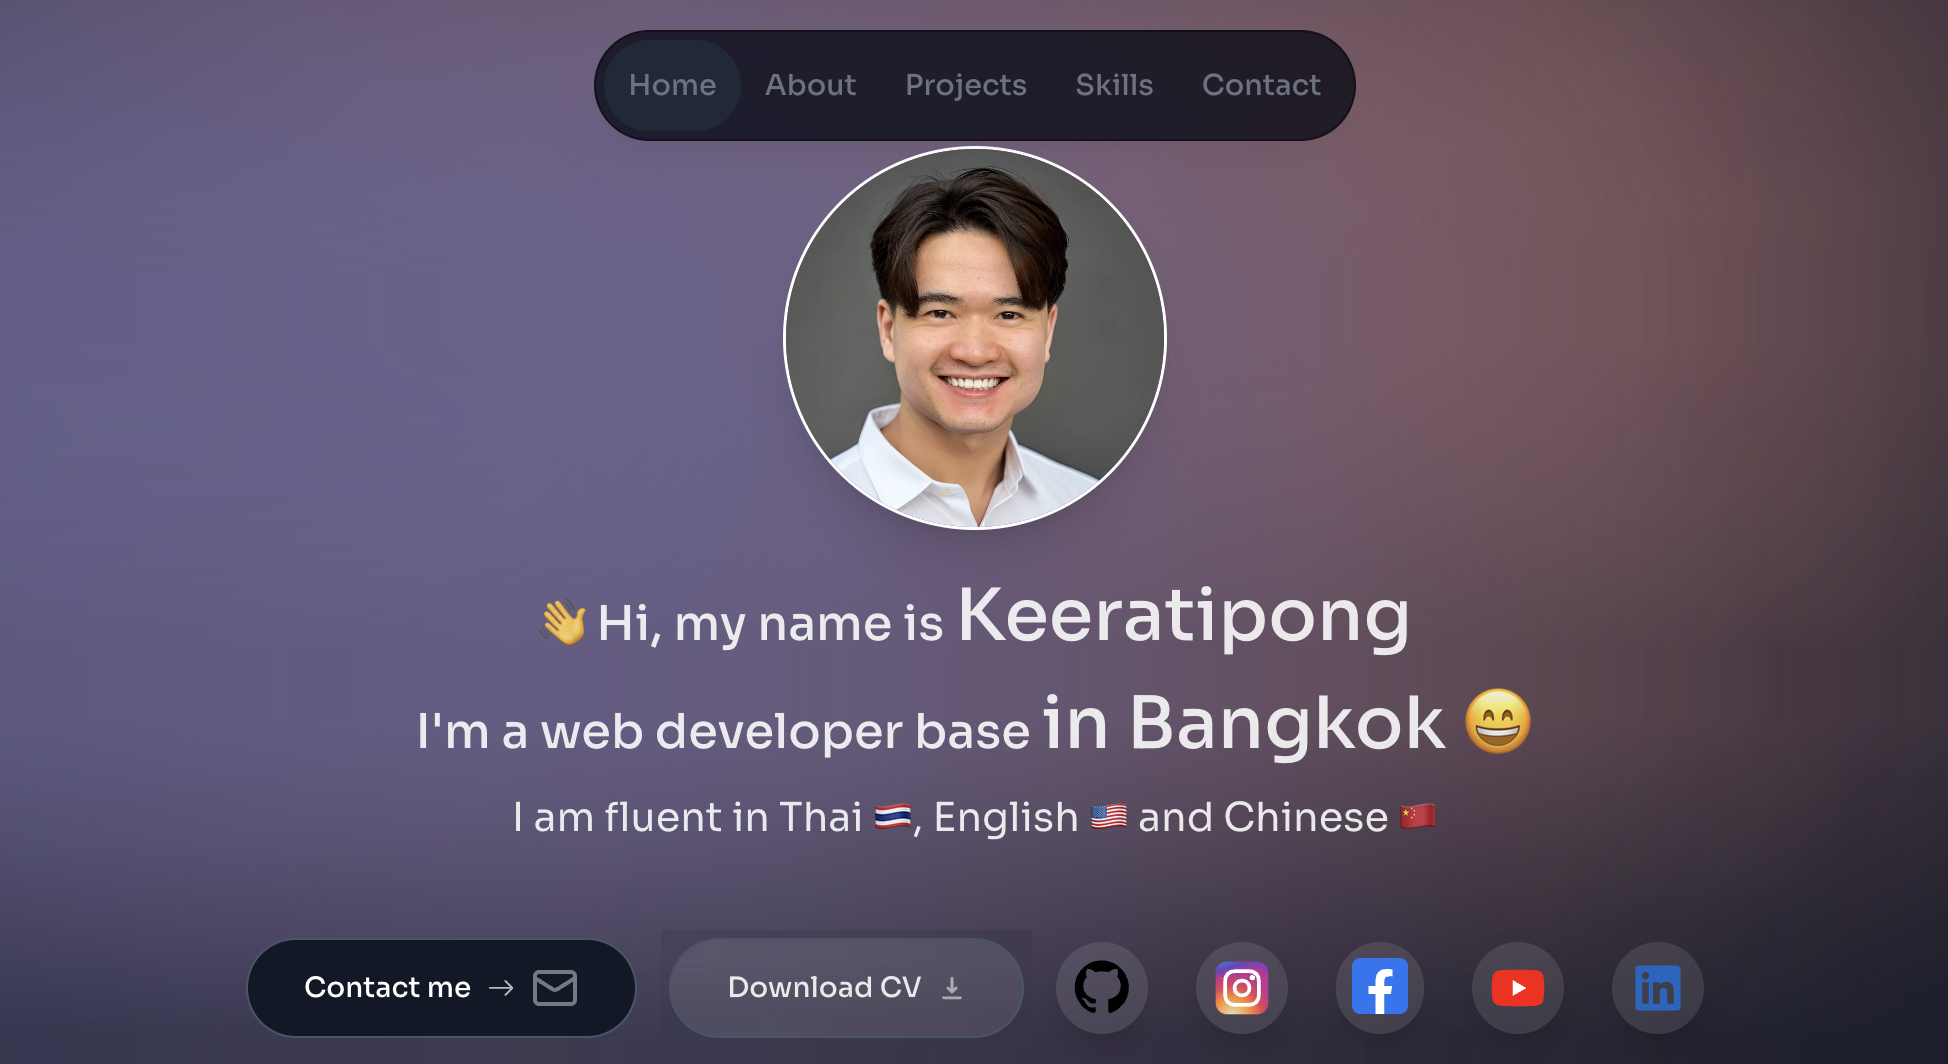 Home About Projects Skills Contact
👋 Hi, my name is Keeratipong
I'm a web developer base in Bangkok 😄
I am fluent in Thai 🇹🇭, English 🇺🇸 and Chinese 🇨🇳
Contact me → Download CV
in